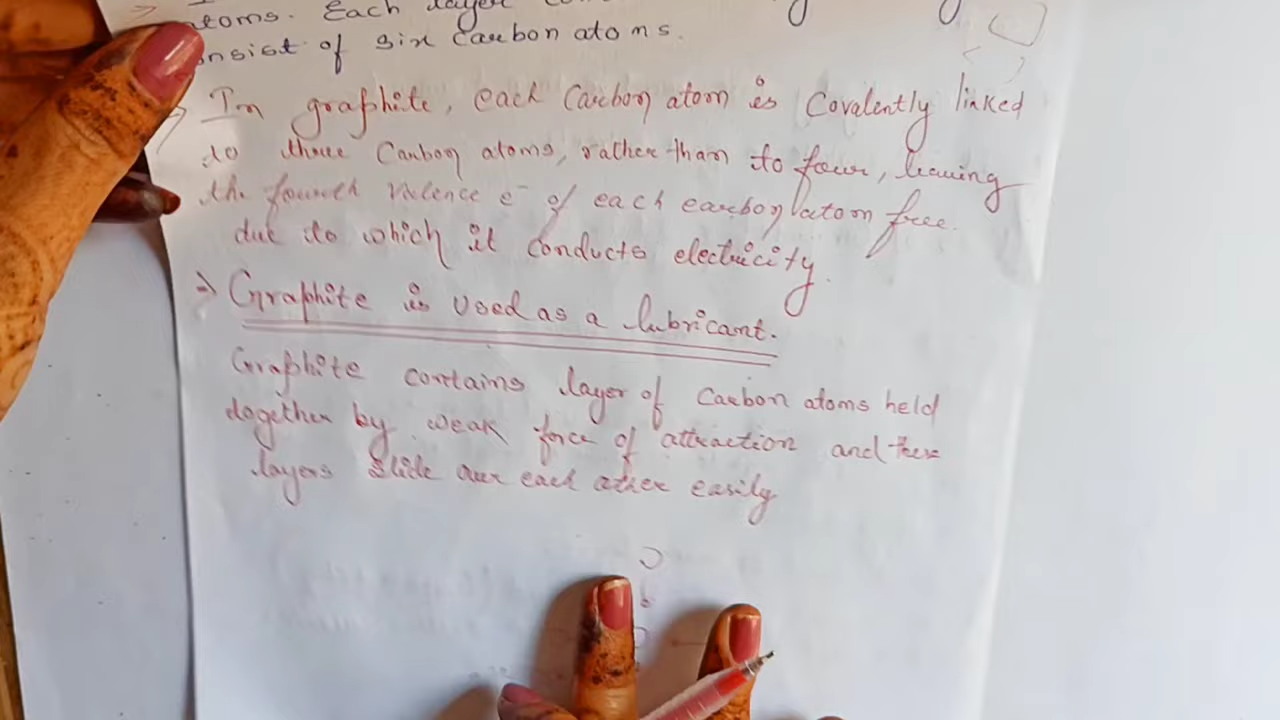 atoms. Each layer
consist of six Carbon atoms.
In graphite, each Carbon atom is Covalently linked
to three Carbon atoms, rather than to four, leaving
the fourth Valence e⁻ of each carbon atom free.
due to which it conducts electricity.
→ Graphite is used as a lubricant.
Graphite contains layer of Carbon atoms held
together by weak force of attraction and these
layers slide over each other easily